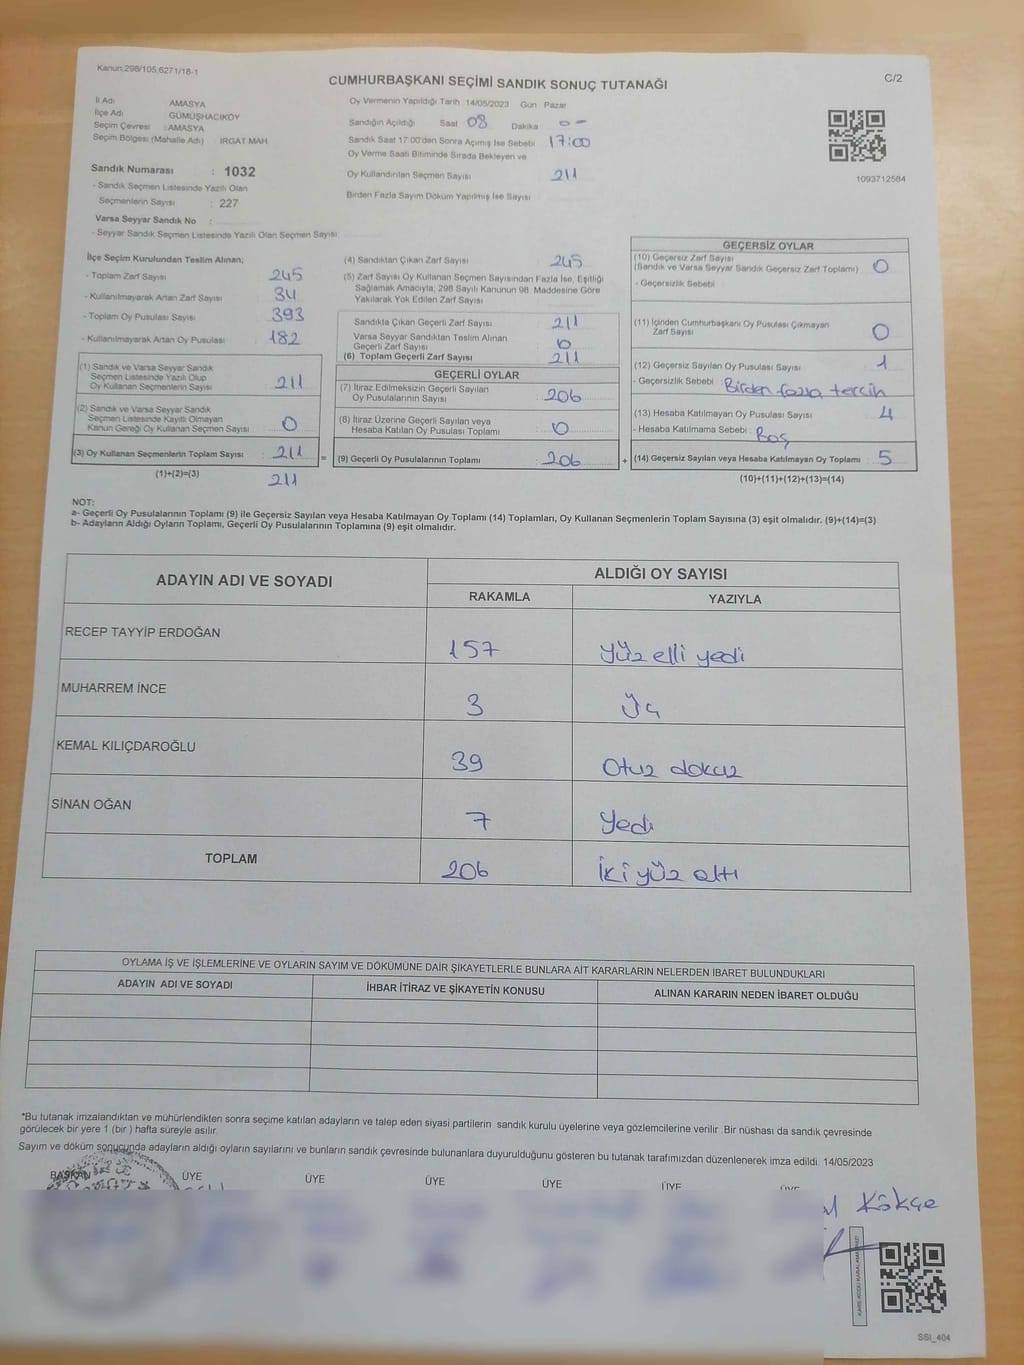 Kanun:298/105,6271/18-1
C/2
CUMHURBAŞKANI SEÇİMİ SANDIK SONUÇ TUTANAĞI
İl Adı AMASYA
İlçe Adı GÜMÜŞHACIKÖY
Seçim Çevresi : AMASYA
Seçim Bölgesi (Mahalle Adı) IRGAT MAH.
Oy Vermenin Yapıldığı Tarih 14/05/2023 Gün Pazar
Sandığın Açıldığı Saat 08 Dakika
Sandık Saat 17:00'den Sonra Açımış İse Sebebi 17:00
Oy Verme Saati Bitiminde Sırada Bekleyen ve
Oy Kullandırılan Seçmen Sayısı 211
Birden Fazla Sayım Döküm Yapılmış İse Sayısı
1093712584
Sandık Numarası : 1032
- Sandık Seçmen Listesinde Yazılı Olan
Seçmenlerin Sayısı : 227
Varsa Seyyar Sandık No :
- Seyyar Sandık Seçmen Listesinde Yazılı Olan Seçmen Sayısı
İlçe Seçim Kurulundan Teslim Alınan;
- Toplam Zarf Sayısı : 245
- Kullanılmayarak Artan Zarf Sayısı : 34
- Toplam Oy Pusulası Sayısı : 393
- Kullanılmayarak Artan Oy Pusulası : 182
(1) Sandık ve Varsa Seyyar Sandık
Seçmen Listesinde Yazılı Olup
Oy Kullanan Seçmenlerin Sayısı : 211
(2) Sandık ve Varsa Seyyar Sandık
Seçmen Listesinde Kayıtlı Olmayan
Kanun Gereği Oy Kullanan Seçmen Sayısı : 0
(3) Oy Kullanan Seçmenlerin Toplam Sayısı : 211 =
(1)+(2)=(3) 211
(4) Sandıktan Çıkan Zarf Sayısı : 245
(5) Zarf Sayısı Oy Kullanan Seçmen Sayısından Fazla İse, Eşitliği
Sağlamak Amacıyla; 298 Sayılı Kanunun 98. Maddesine Göre
Yakılarak Yok Edilen Zarf Sayısı
Sandıkta Çıkan Geçerli Zarf Sayısı : 211
Varsa Seyyar Sandıktan Teslim Alınan
Geçerli Zarf Sayısı : 0
(6) Toplam Geçerli Zarf Sayısı : 211
GEÇERLİ OYLAR
(7) İtiraz Edilmeksizin Geçerli Sayılan
Oy Pusulalarının Sayısı : 206
(8) İtiraz Üzerine Geçerli Sayılan veya
Hesaba Katılan Oy Pusulası Toplamı : 0
(9) Geçerli Oy Pusulalarının Toplamı : 206 +
GEÇERSİZ OYLAR
(10) Geçersiz Zarf Sayısı
(Sandık ve Varsa Seyyar Sandık Geçersiz Zarf Toplamı) : 0
- Geçersizlik Sebebi :
(11) İçinden Cumhurbaşkanı Oy Pusulası Çıkmayan
Zarf Sayısı : 0
(12) Geçersiz Sayılan Oy Pusulası Sayısı : 1
- Geçersizlik Sebebi : Birden fazla tercih
(13) Hesaba Katılmayan Oy Pusulası Sayısı : 4
- Hesaba Katılmama Sebebi : Boş
(14) Geçersiz Sayılan veya Hesaba Katılmayan Oy Toplamı : 5
(10)+(11)+(12)+(13)=(14)
NOT:
a- Geçerli Oy Pusulalarının Toplamı (9) ile Geçersiz Sayılan veya Hesaba Katılmayan Oy Toplamı (14) Toplamları, Oy Kullanan Seçmenlerin Toplam Sayısına (3) eşit olmalıdır. (9)+(14)=(3)
b- Adayların Aldığı Oyların Toplamı, Geçerli Oy Pusulalarının Toplamına (9) eşit olmalıdır.
ADAYIN ADI VE SOYADI ALDIĞI OY SAYISI
RAKAMLA YAZIYLA
RECEP TAYYİP ERDOĞAN 157 Yüz elli yedi
MUHARREM İNCE 3 Üç
KEMAL KILIÇDAROĞLU 39 Otuz dokuz
SİNAN OĞAN 7 Yedi
TOPLAM 206 İki yüz altı
OYLAMA İŞ VE İŞLEMLERİNE VE OYLARIN SAYIM VE DÖKÜMÜNE DAİR ŞİKAYETLERLE BUNLARA AİT KARARLARIN NELERDEN İBARET BULUNDUKLARI
ADAYIN ADI VE SOYADI İHBAR İTİRAZ VE ŞİKAYETİN KONUSU ALINAN KARARIN NEDEN İBARET OLDUĞU
*Bu tutanak imzalandıktan ve mühürlendikten sonra seçime katılan adayların ve talep eden siyasi partilerin sandık kurulu üyelerine veya gözlemcilerine verilir .Bir nüshası da sandık çevresinde
görülecek bir yere 1 (bir ) hafta süreyle asılır.
Sayım ve döküm sonucunda adayların aldığı oyların sayılarını ve bunların sandık çevresinde bulunanlara duyurulduğunu gösteren bu tutanak tarafımızdan düzenlenerek imza edildi. 14/05/2023
BAŞKAN ÜYE ÜYE ÜYE ÜYE ÜYE
Kökçe
SSI_404